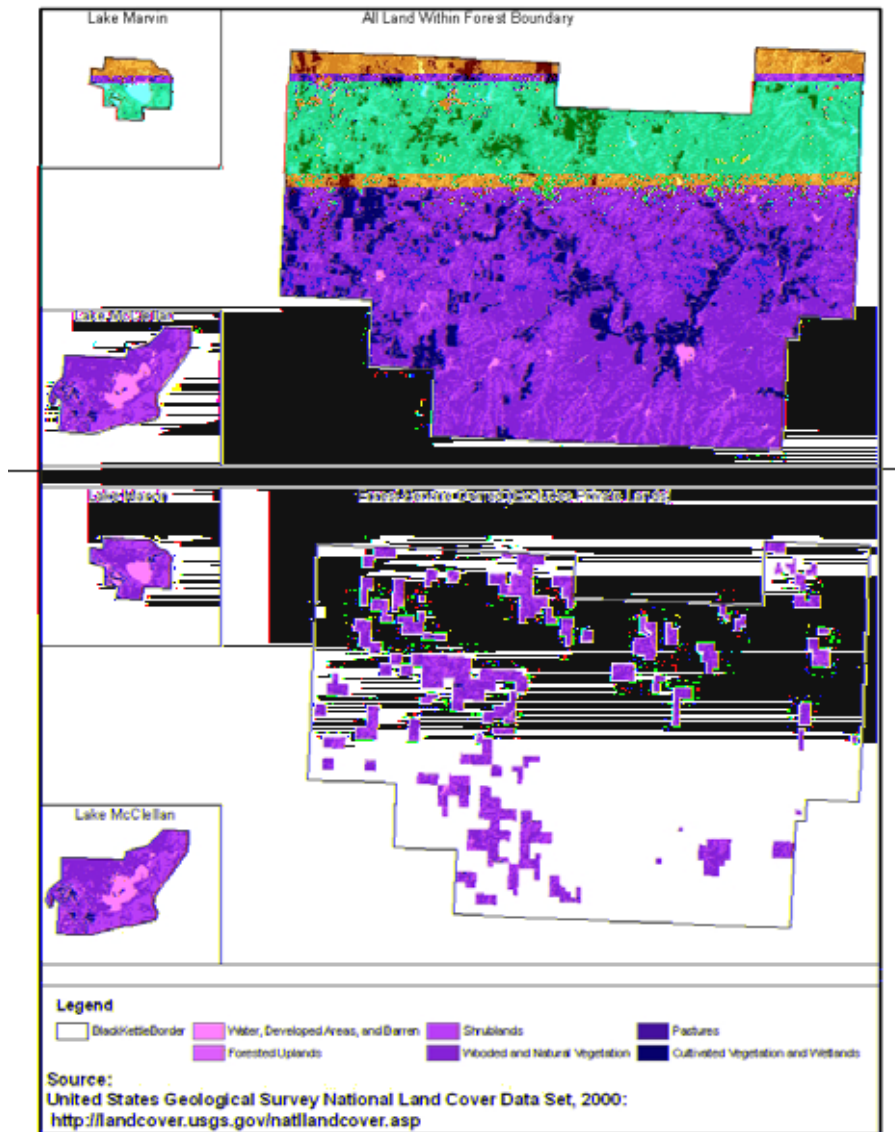 Lake Marvin
All Land Within Forest Boundary
Lake McClellan
Lake Marvin
Lake McClellan
Legend
BlackKettleBorder
Water, Developed Areas, and Barren
Shrublands
Pastures
Forested Uplands
Wooded and Natural Vegetation
Cultivated Vegetation and Wetlands
Source:
United States Geological Survey National Land Cover Data Set, 2000:
http://landcover.usgs.gov/natllandcover.asp